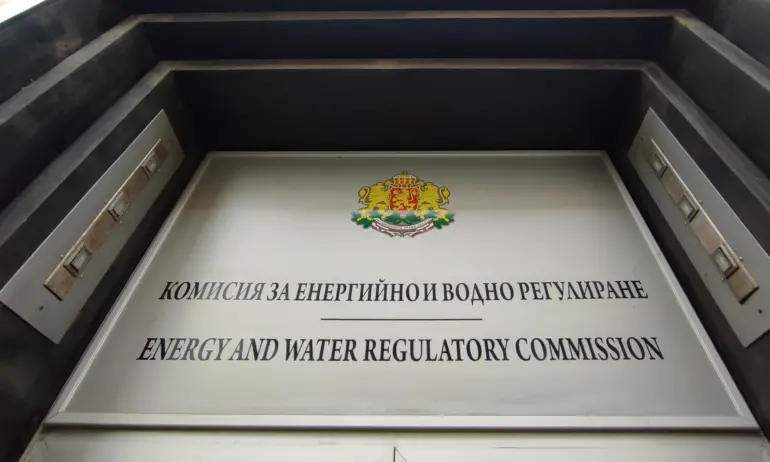 КОМИСИЯ ЗА ЕНЕРГИЙНО И ВОДНО РЕГУЛИРАНЕ
ENERGY AND WATER REGULATORY COMMISSION